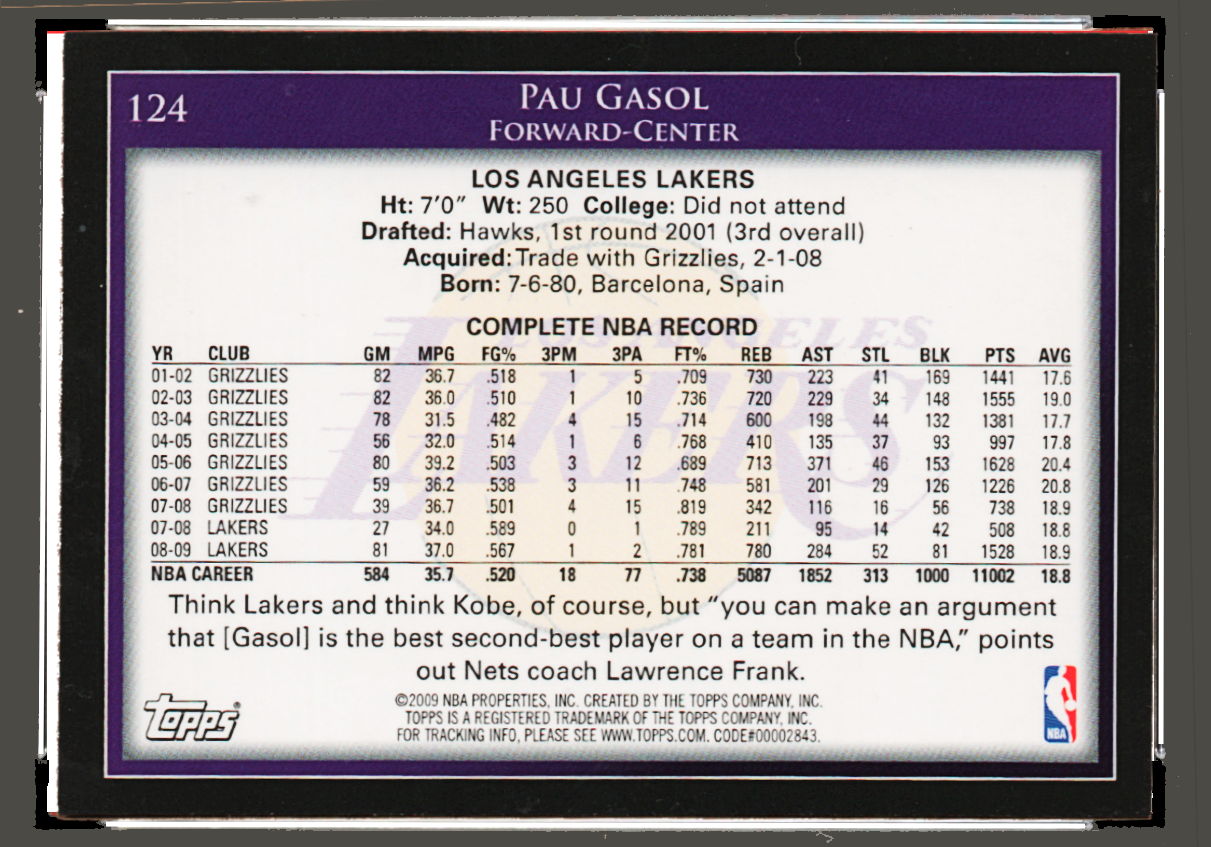 124
PAU GASOL
FORWARD-CENTER
LOS ANGELES LAKERS
Ht: 7'0" Wt: 250 College: Did not attend
Drafted: Hawks, 1st round 2001 (3rd overall)
Acquired: Trade with Grizzlies, 2-1-08
Born: 7-6-80, Barcelona, Spain
LOS ANGELES
LAKERS
COMPLETE NBA RECORD
YR CLUB GM MPG FG% 3PM 3PA FT% REB AST STL BLK PTS AVG
01-02 GRIZZLIES 82 36.7 .518 1 5 .709 730 223 41 169 1441 17.6
02-03 GRIZZLIES 82 36.0 .510 1 10 .736 720 229 34 148 1555 19.0
03-04 GRIZZLIES 78 31.5 .482 4 15 .714 600 198 44 132 1381 17.7
04-05 GRIZZLIES 56 32.0 .514 1 6 .768 410 135 37 93 997 17.8
05-06 GRIZZLIES 80 39.2 .503 3 12 .689 713 371 46 153 1628 20.4
06-07 GRIZZLIES 59 36.2 .538 3 11 .748 581 201 29 126 1226 20.8
07-08 GRIZZLIES 39 36.7 .501 4 15 .819 342 116 16 56 738 18.9
07-08 LAKERS 27 34.0 .589 0 1 .789 211 95 14 42 508 18.8
08-09 LAKERS 81 37.0 .567 1 2 .781 780 284 52 81 1528 18.9
NBA CAREER 584 35.7 .520 18 77 .738 5087 1852 313 1000 11002 18.8
Think Lakers and think Kobe, of course, but "you can make an argument
that [Gasol] is the best second-best player on a team in the NBA," points
out Nets coach Lawrence Frank.
Topps®
©2009 NBA PROPERTIES, INC. CREATED BY THE TOPPS COMPANY, INC.
TOPPS IS A REGISTERED TRADEMARK OF THE TOPPS COMPANY, INC.
FOR TRACKING INFO, PLEASE SEE WWW.TOPPS.COM. CODE#00002843.
NBA